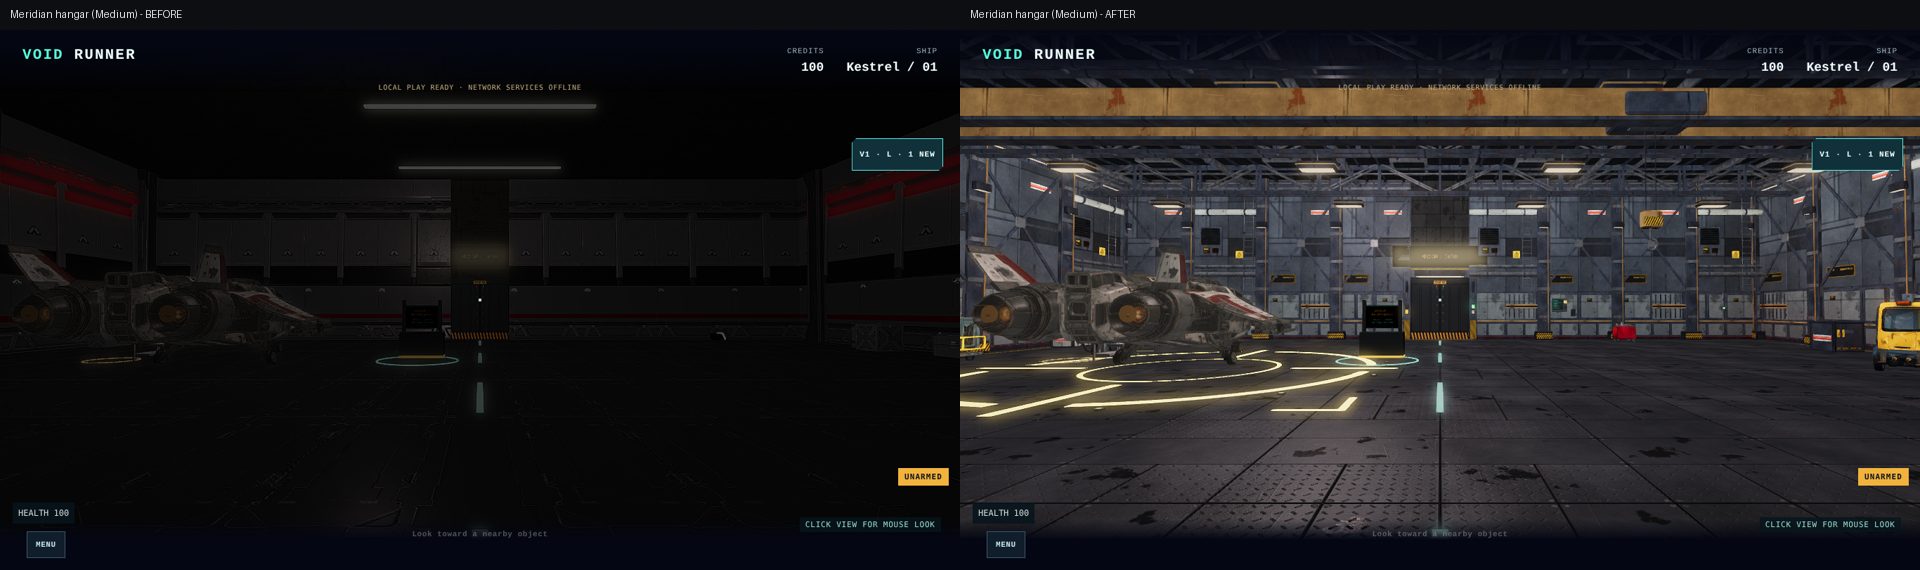 Meridian hangar (Medium) - BEFORE
VOID RUNNER
CREDITS
100
SHIP
Kestrel / 01
LOCAL PLAY READY · NETWORK SERVICES OFFLINE
V1 · L · 1 NEW
UNARMED
HEALTH 100
CLICK VIEW FOR MOUSE LOOK
Look toward a nearby object
MENU
Meridian hangar (Medium) - AFTER
VOID RUNNER
CREDITS
100
SHIP
Kestrel / 01
LOCAL PLAY READY · NETWORK SERVICES OFFLINE
V1 · L · 1 NEW
UNARMED
HEALTH 100
CLICK VIEW FOR MOUSE LOOK
Look toward a nearby object
MENU